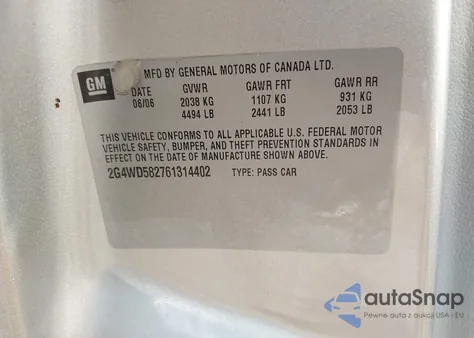 GM
MFD BY GENERAL MOTORS OF CANADA LTD.
DATE GVWR GAWR FRT GAWR RR
06/06 2038 KG 1107 KG 931 KG
4494 LB 2441 LB 2053 LB
THIS VEHICLE CONFORMS TO ALL APPLICABLE U.S. FEDERAL MOTOR
VEHICLE SAFETY, BUMPER, AND THEFT PREVENTION STANDARDS IN
EFFECT ON THE DATE OF MANUFACTURE SHOWN ABOVE.
2G4WD582761314402 TYPE: PASS CAR
autoSnap
Pewne auta z aukcji USA - EU